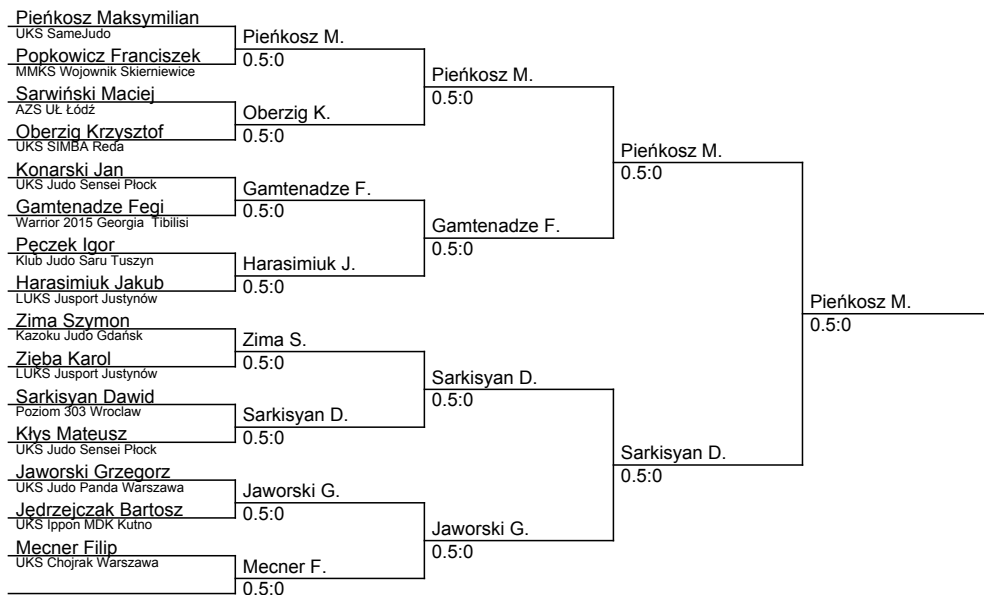 Pieńkosz Maksymilian
UKS SameJudo
Popkowicz Franciszek
MMKS Wojownik Skierniewice
Sarwiński Maciej
AZS UŁ Łódź
Oberzig Krzysztof
UKS SIMBA Reda
Konarski Jan
UKS Judo Sensei Płock
Gamtenadze Fegi
Warrior 2015 Georgia Tibilisi
Pęczek Igor
Klub Judo Saru Tuszyn
Harasimiuk Jakub
LUKS Jusport Justynów
Zima Szymon
Kazoku Judo Gdańsk
Zięba Karol
LUKS Jusport Justynów
Sarkisyan Dawid
Poziom 303 Wroclaw
Kłys Mateusz
UKS Judo Sensei Płock
Jaworski Grzegorz
UKS Judo Panda Warszawa
Jędrzejczak Bartosz
UKS Ippon MDK Kutno
Mecner Filip
UKS Chojrak Warszawa
Pieńkosz M.
0.5:0
Oberzig K.
0.5:0
Gamtenadze F.
0.5:0
Harasimiuk J.
0.5:0
Zima S.
0.5:0
Sarkisyan D.
0.5:0
Jaworski G.
0.5:0
Mecner F.
0.5:0
Pieńkosz M.
0.5:0
Gamtenadze F.
0.5:0
Sarkisyan D.
0.5:0
Jaworski G.
0.5:0
Pieńkosz M.
0.5:0
Sarkisyan D.
0.5:0
Pieńkosz M.
0.5:0